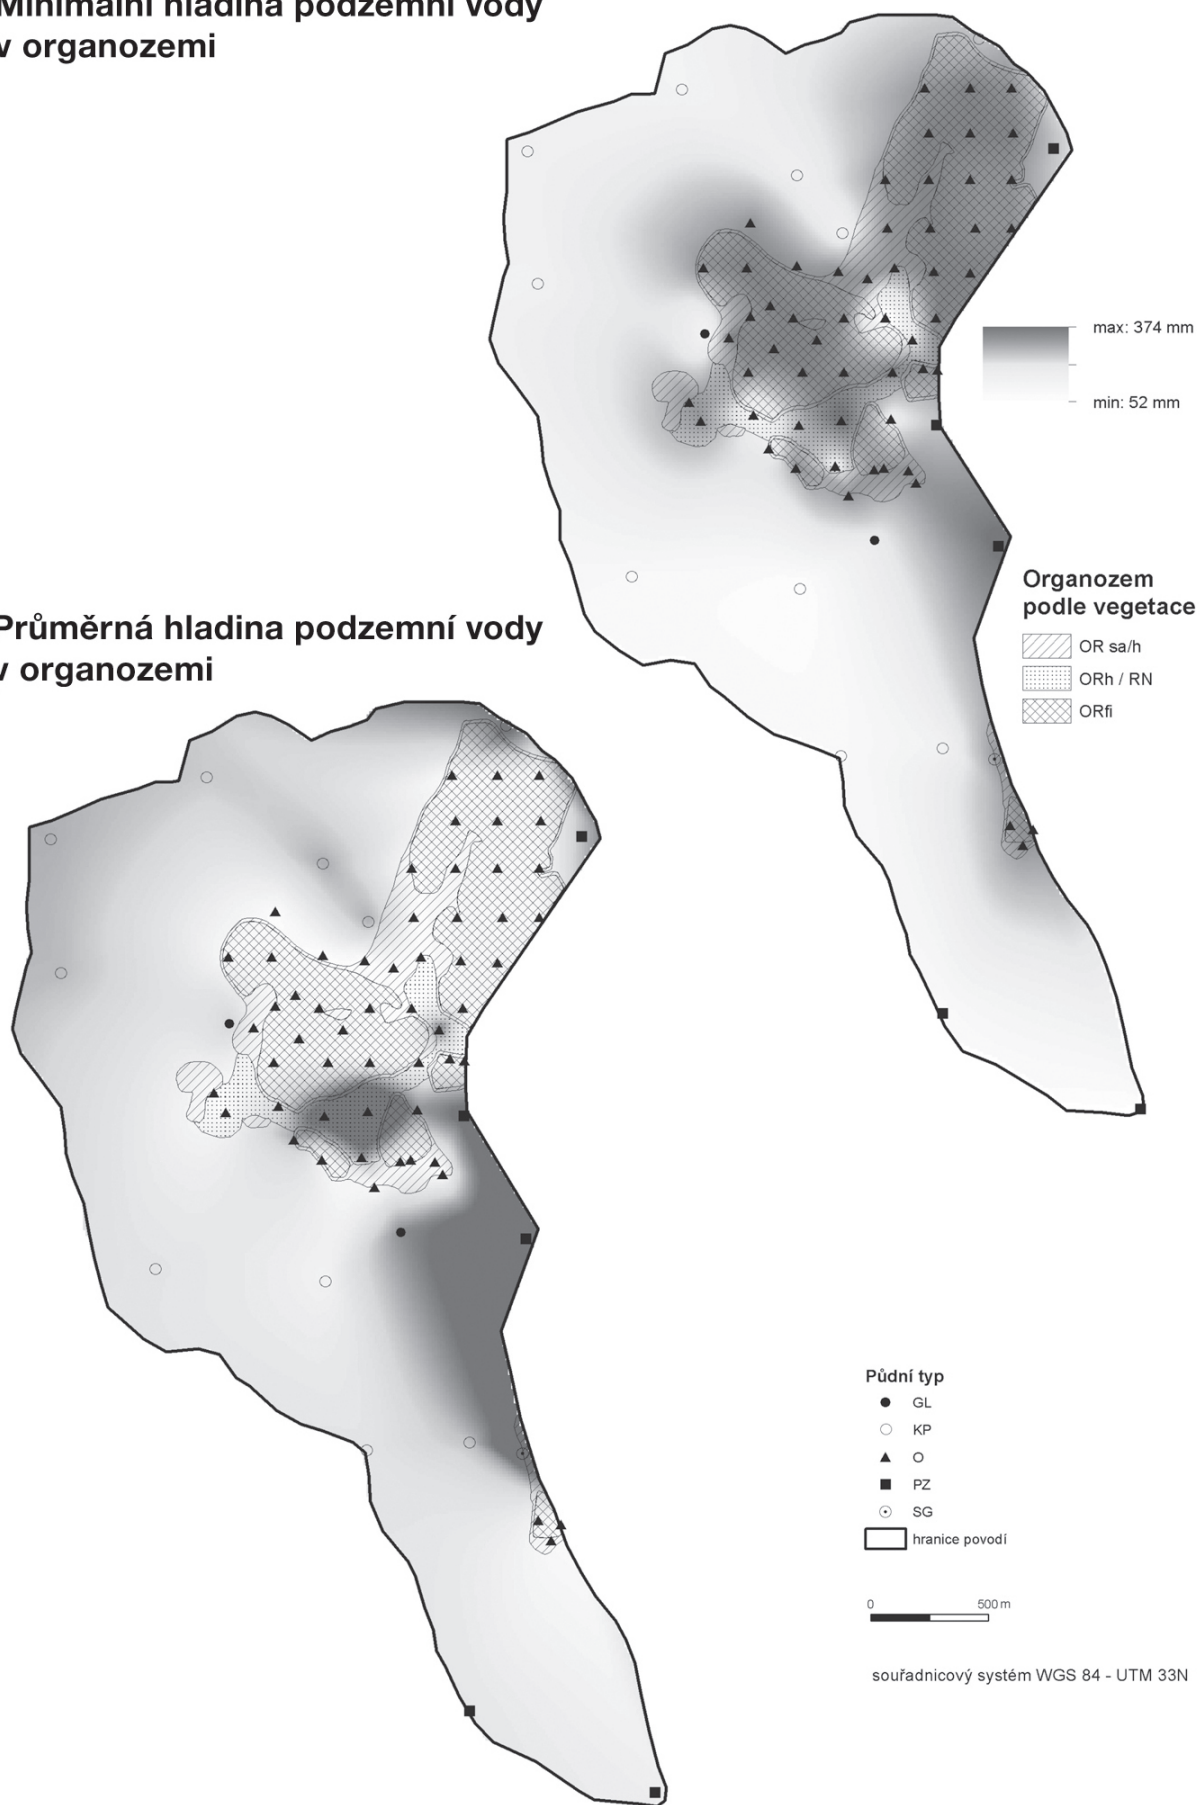 Minimální hladina podzemní vody
v organozemi
max: 374 mm
min: 52 mm
Organozem
podle vegetace
OR sa/h
ORh / RN
ORfi
Průměrná hladina podzemní vody
v organozemi
Půdní typ
GL
KP
O
PZ
SG
hranice povodí
0 500 m
souřadnicový systém WGS 84 - UTM 33N